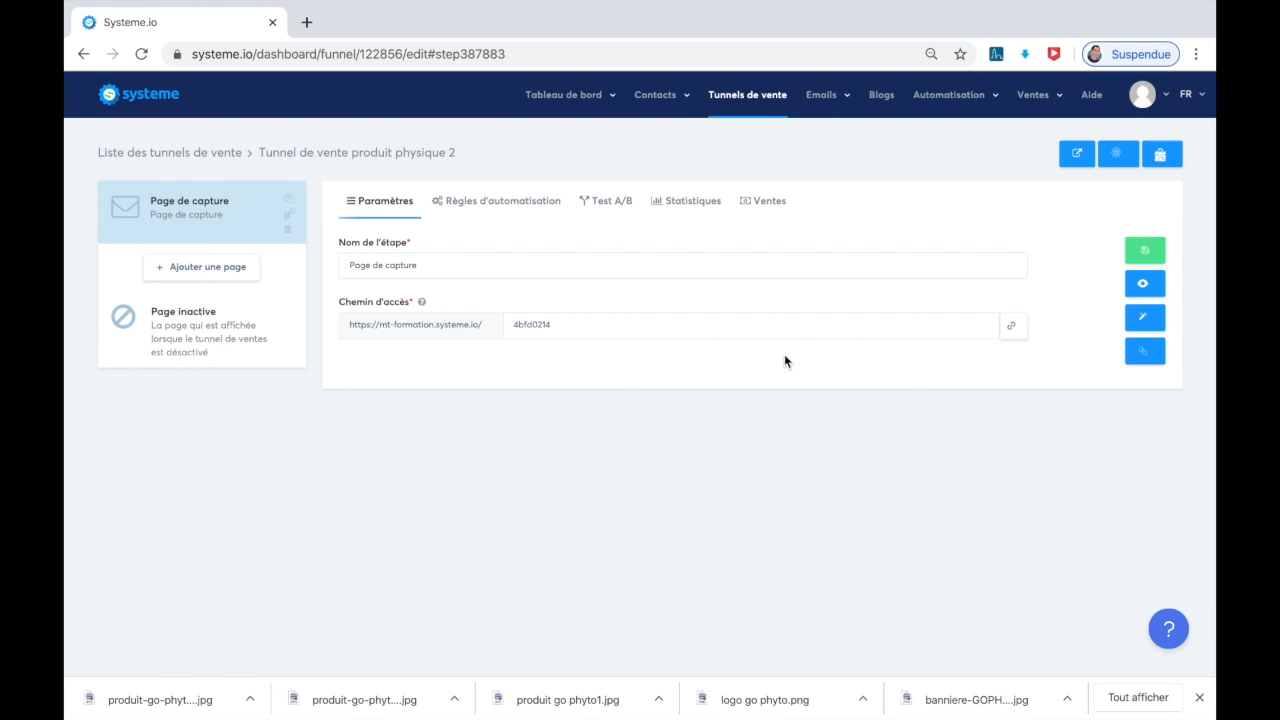 Systeme.io
systeme.io/dashboard/funnel/122856/edit#step387883
Suspendue
systeme
Tableau de bord
Contacts
Tunnels de vente
Emails
Blogs
Automatisation
Ventes
Aide
FR
Liste des tunnels de vente > Tunnel de vente produit physique 2
Page de capture
Page de capture
+ Ajouter une page
Page inactive
La page qui est affichée
lorsque le tunnel de ventes
est désactivé
Paramètres
Règles d'automatisation
Test A/B
Statistiques
Ventes
Nom de l'étape*
Page de capture
Chemin d'accès* ?
https://mt-formation.systeme.io/
4bfd0214
?
produit-go-phyt....jpg
produit-go-phyt....jpg
produit go phyto1.jpg
logo go phyto.png
banniere-GOPH....jpg
Tout afficher